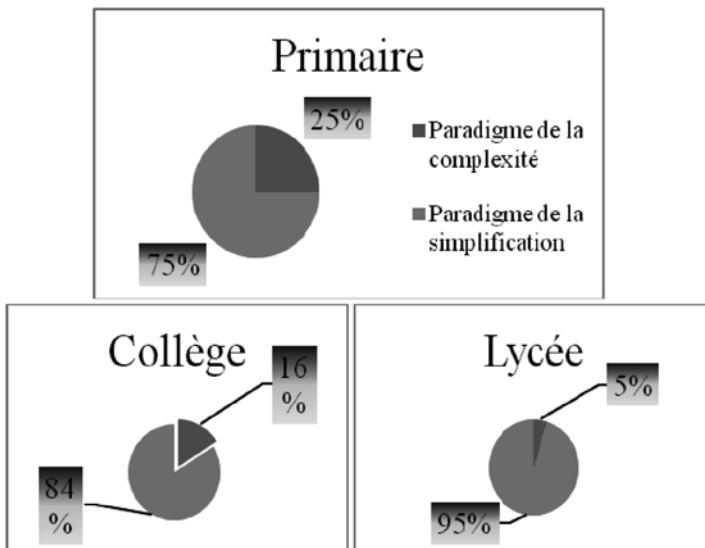 Primaire
25%
Paradigme de la
complexité
Paradigme de la
simplification
75%
Collège
16
%
84
%
Lycée
5%
95%